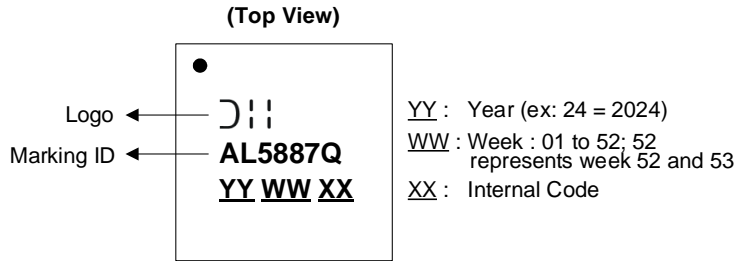 (Top View)
Logo
Marking ID
AL5887Q
YY WW XX
YY : Year (ex: 24 = 2024)
WW : Week : 01 to 52; 52
represents week 52 and 53
XX : Internal Code